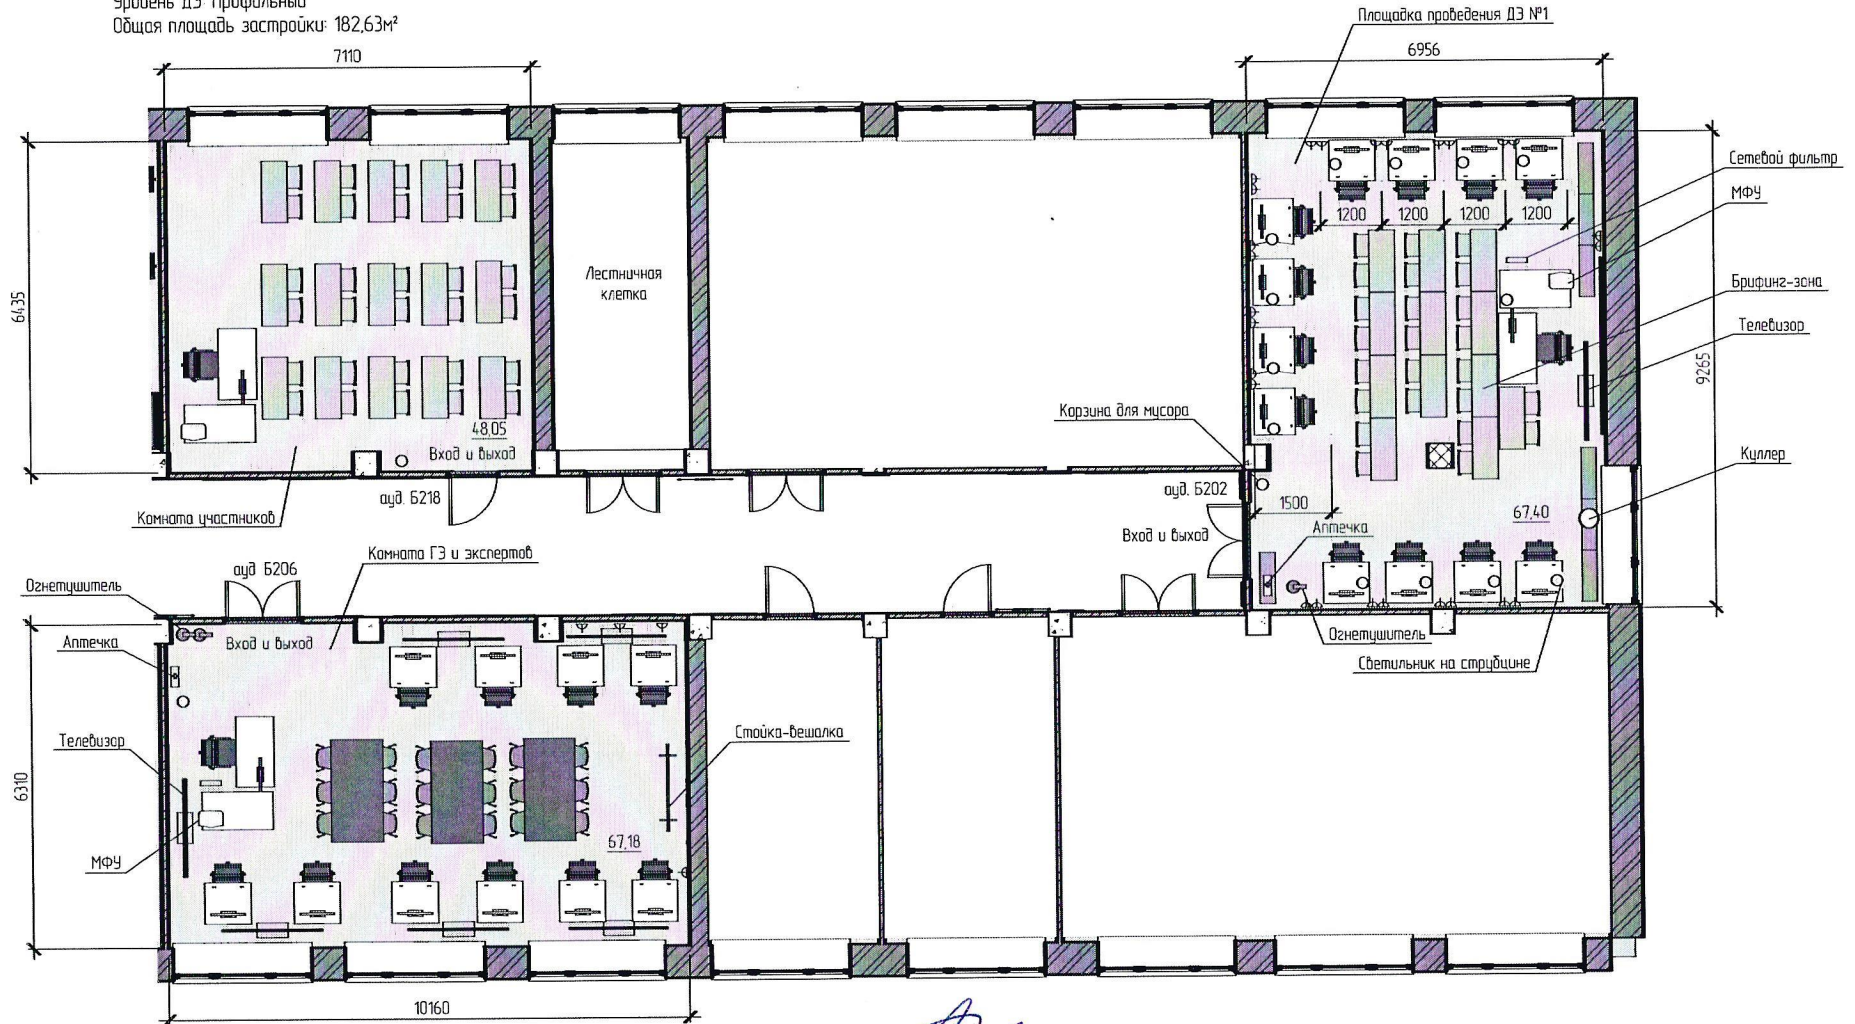 Уровень ДЭ: Профильный
Общая площадь застройки: 182,63м²
Площадка проведения ДЭ №1
7110
6956
Сетевой фильтр
МФУ
1200
1200
1200
1200
Лестничная
клетка
6435
Брифинг-зона
Телевизор
9265
Корзина для мусора
48,05
Вход и выход
Куллер
ауд. Б218
ауд. Б202
1500
67,40
Комната участников
Аптечка
Вход и выход
Комната ГЭ и экспертов
ауд. Б206
Огнетушитель
Огнетушитель
Аптечка
Вход и выход
Светильник на струбцине
Телевизор
Стойка-вешалка
6310
67,18
МФУ
10160